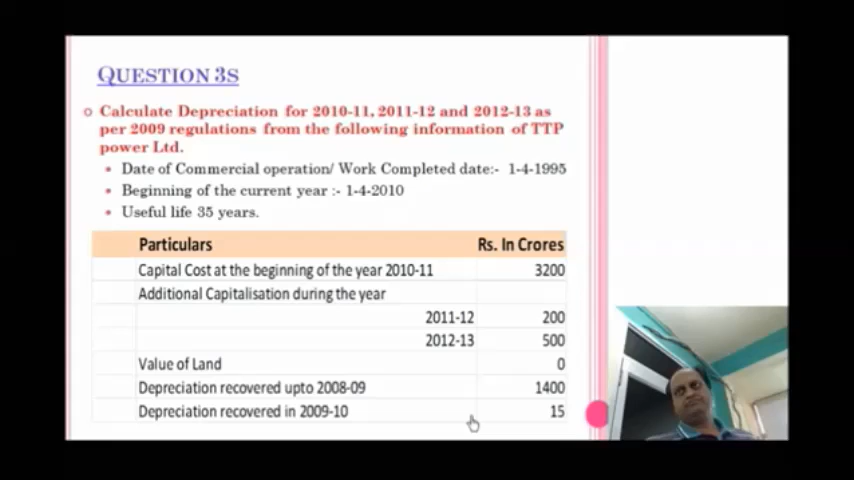 QUESTION 3S
Calculate Depreciation for 2010-11, 2011-12 and 2012-13 as
per 2009 regulations from the following information of TTP
power Ltd.
Date of Commercial operation/ Work Completed date:- 1-4-1995
Beginning of the current year :- 1-4-2010
Useful life 35 years.
Particulars Rs. In Crores
Capital Cost at the beginning of the year 2010-11 3200
Additional Capitalisation during the year
2011-12 200
2012-13 500
Value of Land 0
Depreciation recovered upto 2008-09 1400
Depreciation recovered in 2009-10 15